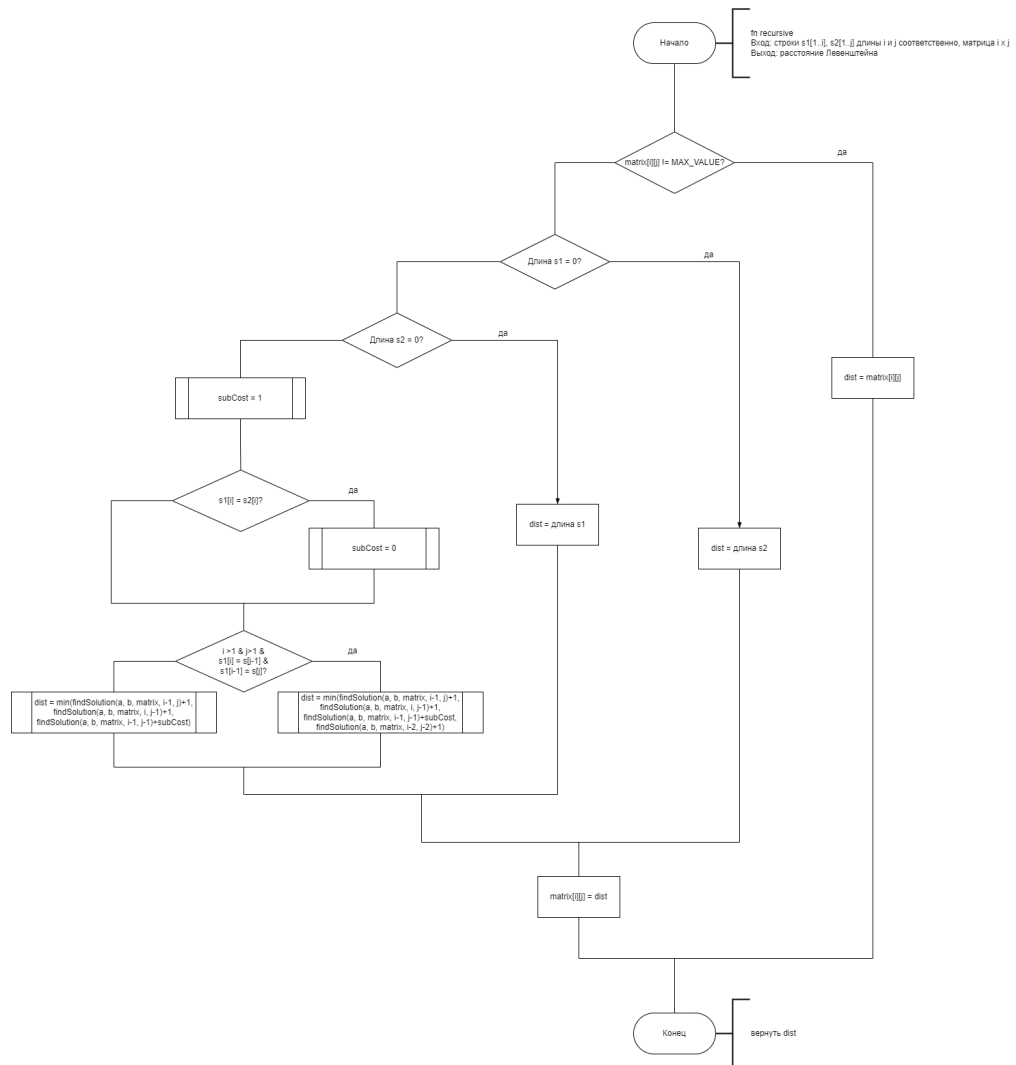 Начало
fn recursive
Вход: строки s1[1..i], s2[1..j] длины i и j соответственно, матрица i x j
Выход: расстояние Левенштейна
matrix[i][j] != MAX_VALUE?
да
Длина s1 = 0?
да
Длина s2 = 0?
да
dist = matrix[i][j]
subCost = 1
s1[i] = s2[i]?
да
dist = длина s1
subCost = 0
dist = длина s2
i >1 & j>1 &
s1[i] = s[j-1] &
s1[i-1] = s[j]?
да
dist = min(findSolution(a, b, matrix, i-1, j)+1,
findSolution(a, b, matrix, i, j-1)+1,
findSolution(a, b, matrix, i-1, j-1)+subCost)
dist = min(findSolution(a, b, matrix, i-1, j)+1,
findSolution(a, b, matrix, i, j-1)+1,
findSolution(a, b, matrix, i-1, j-1)+subCost,
findSolution(a, b, matrix, i-2, j-2)+1)
matrix[i][j] = dist
Конец
вернуть dist